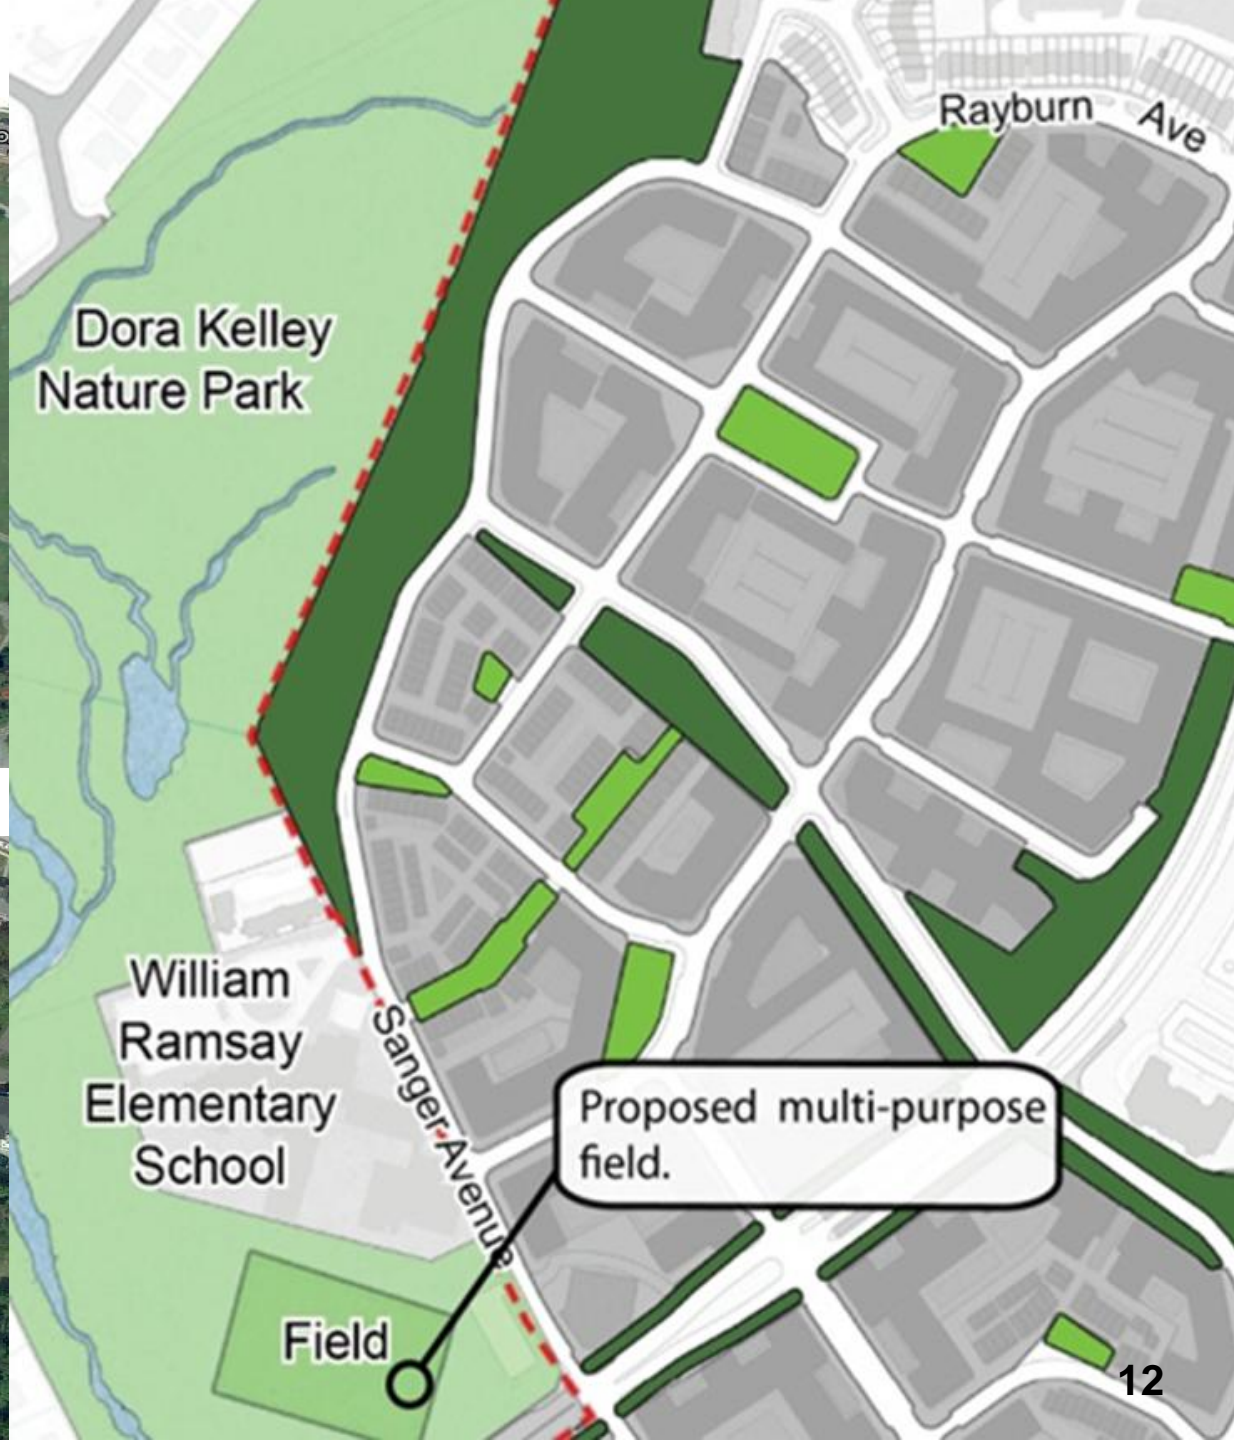 Rayburn Ave
Dora Kelley
Nature Park
William
Ramsay
Elementary
School
Sanger Avenue
Proposed multi-purpose
field.
Field
12